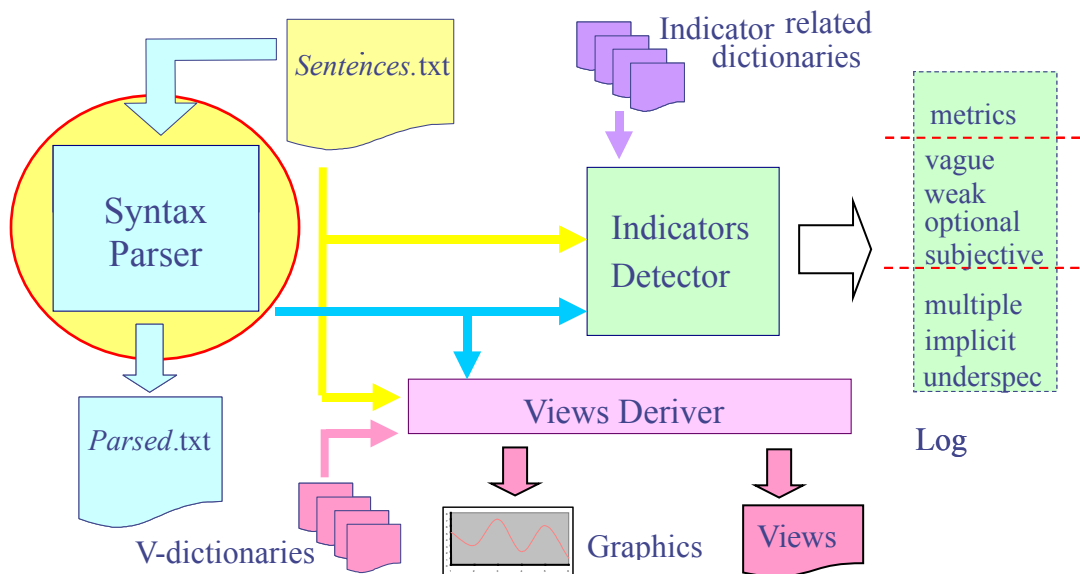 Sentences.txt
Indicator related
dictionaries
metrics
vague
weak
optional
subjective
multiple
implicit
underspec
Log
Syntax
Parser
Indicators
Detector
Views Deriver
Parsed.txt
V-dictionaries
Graphics
Views